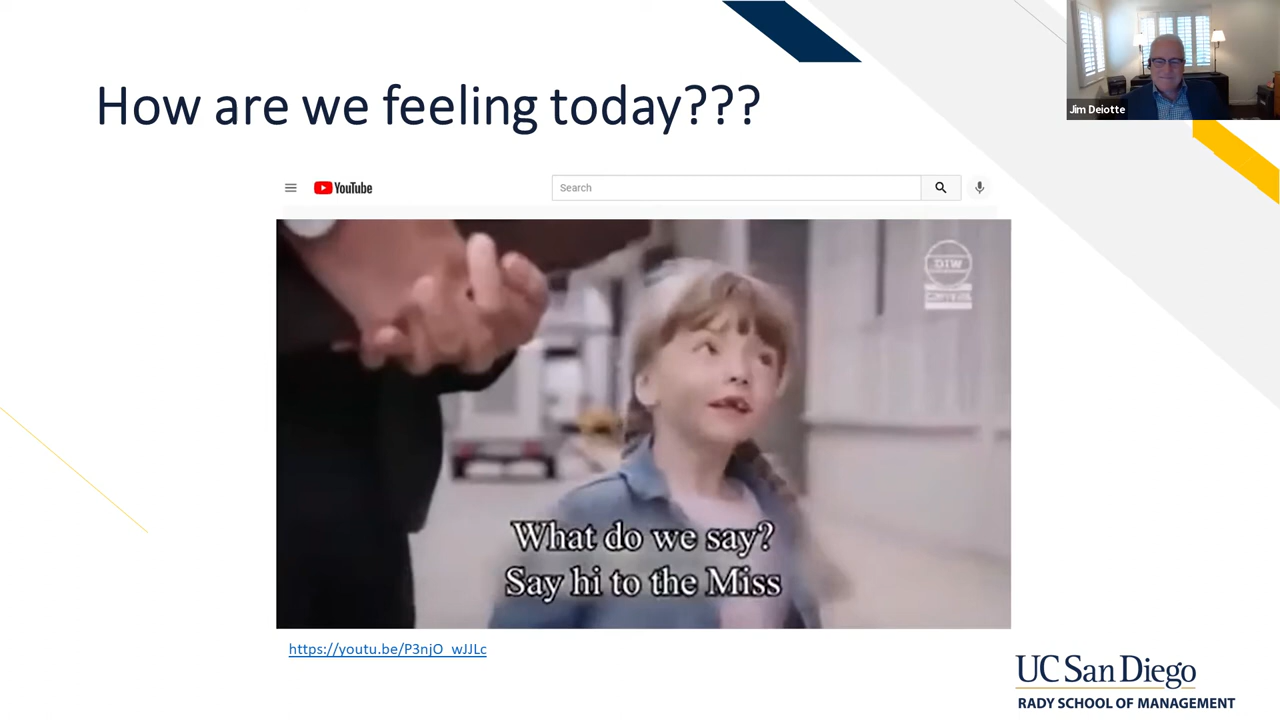 How are we feeling today???
Jim Deiotte
YouTube
Search
DTW
What do we say?
Say hi to the Miss
https://youtu.be/P3njO_wJJLc
UC San Diego
RADY SCHOOL OF MANAGEMENT